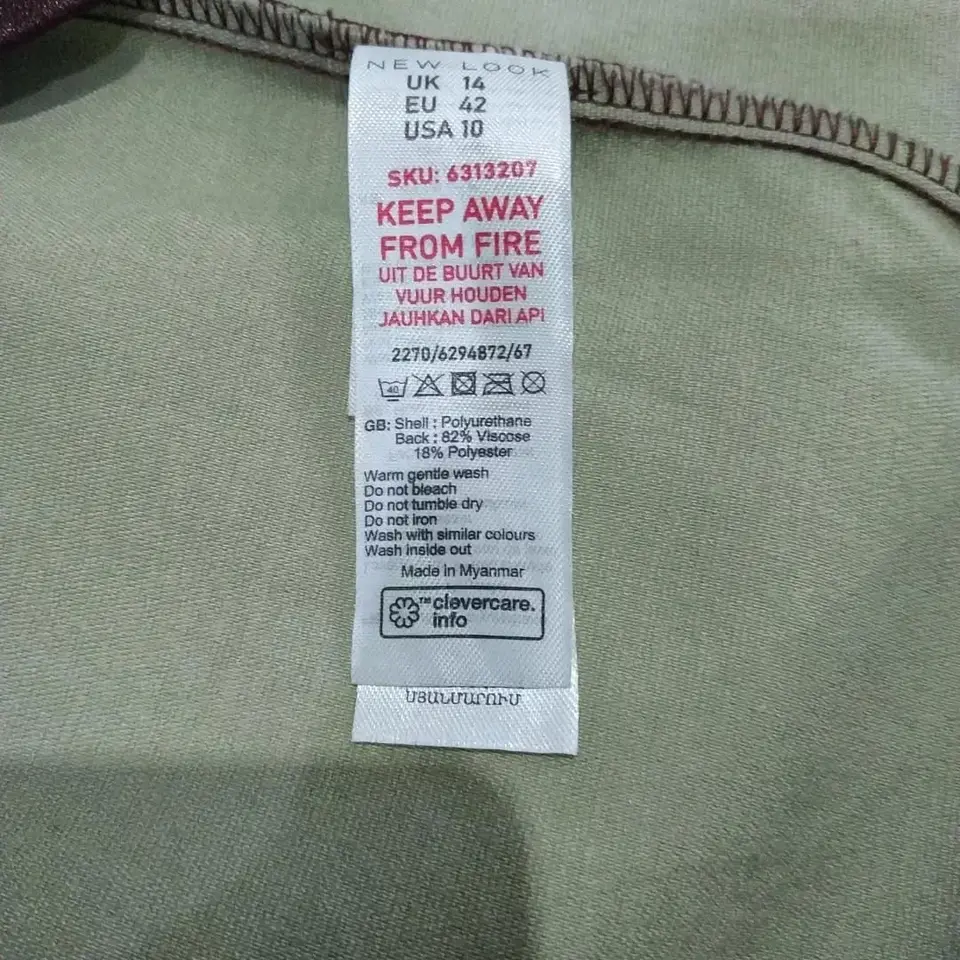 NEW LOOK
UK 14
EU 42
USA 10
SKU: 6313207
KEEP AWAY
FROM FIRE
UIT DE BUURT VAN
VUUR HOUDEN
JAUHKAN DARI API
2270/6294872/67
40
GB: Shell : Polyurethane
Back : 82% Viscose
18% Polyester
Warm gentle wash
Do not bleach
Do not tumble dry
Do not iron
Wash with similar colours
Wash inside out
Made in Myanmar
™clevercare.
info
ՄՅԱՆՄԱՐՈՒՄ